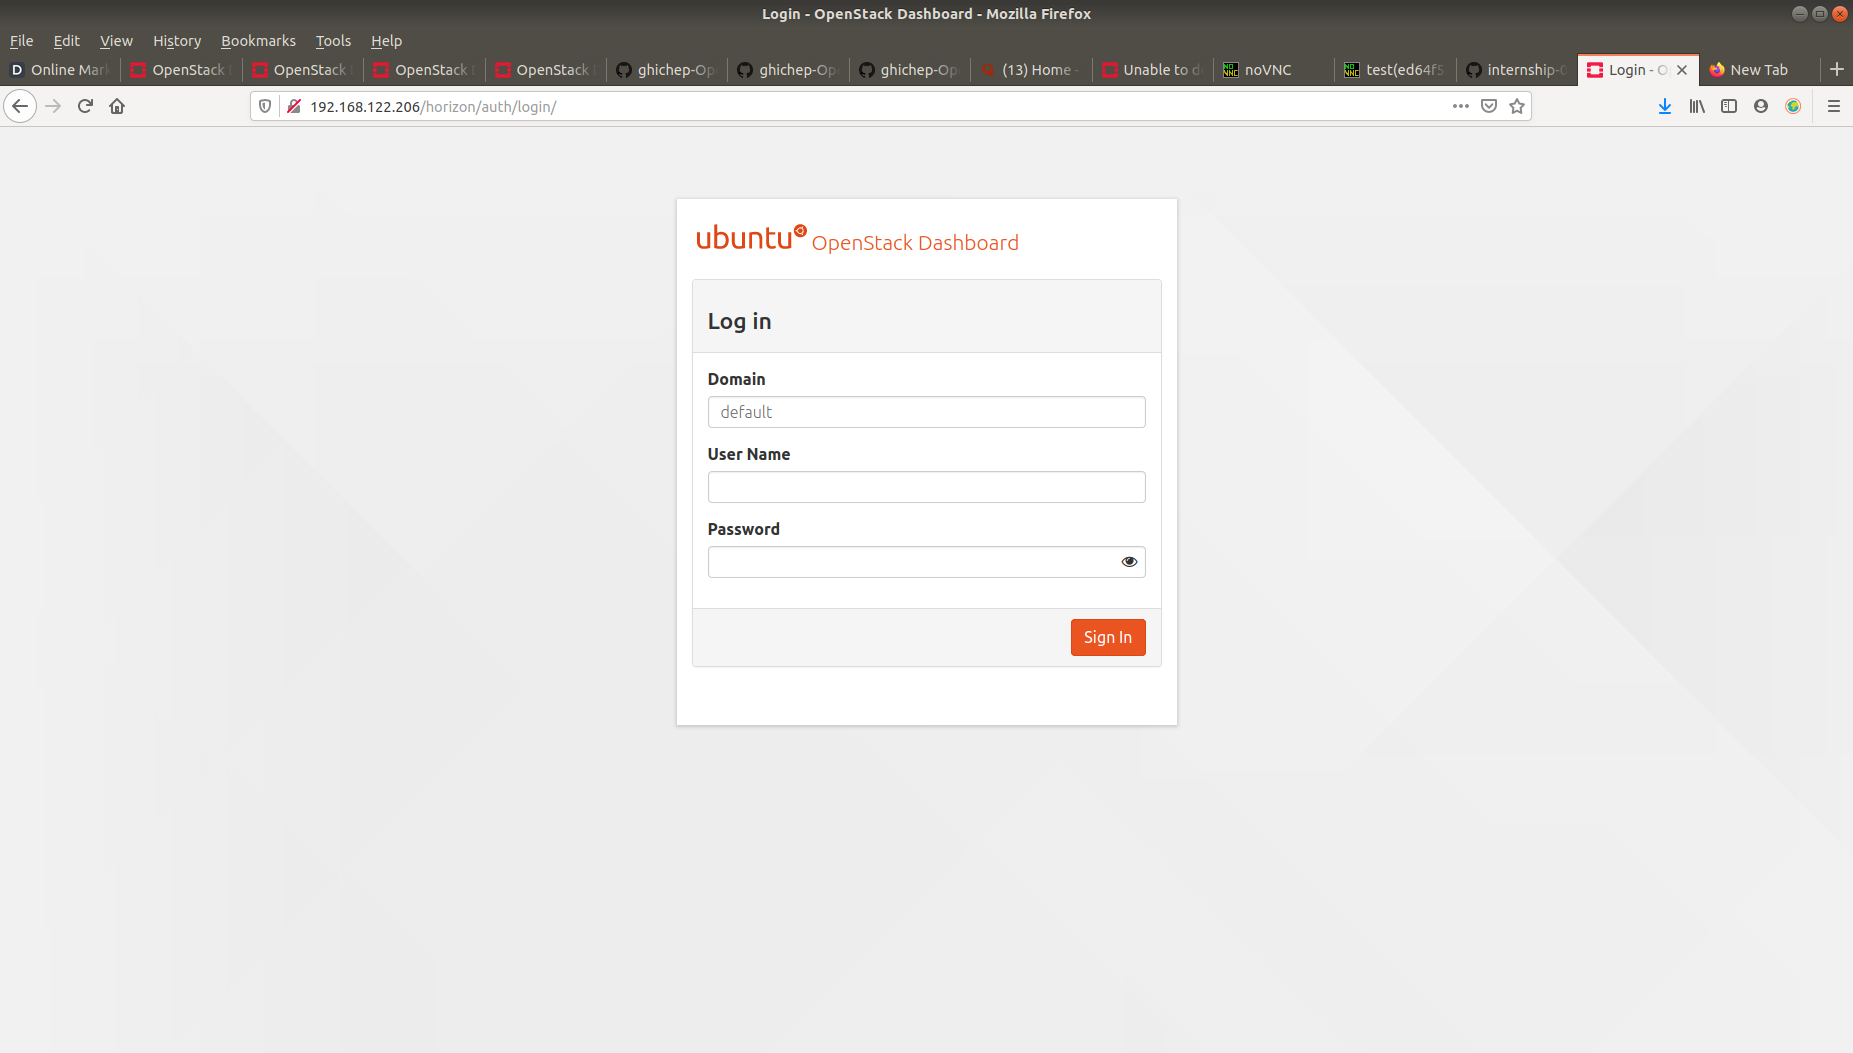 Login - OpenStack Dashboard - Mozilla Firefox
File Edit View History Bookmarks Tools Help
Online Mar OpenStack OpenStack OpenStack OpenStack ghichep-Op ghichep-Op ghichep-Op (13) Home - Unable to d noVNC test(ed64f5 internship-0 Login - O New Tab
192.168.122.206/horizon/auth/login/
ubuntu OpenStack Dashboard
Log in
Domain
default
User Name
Password
Sign In